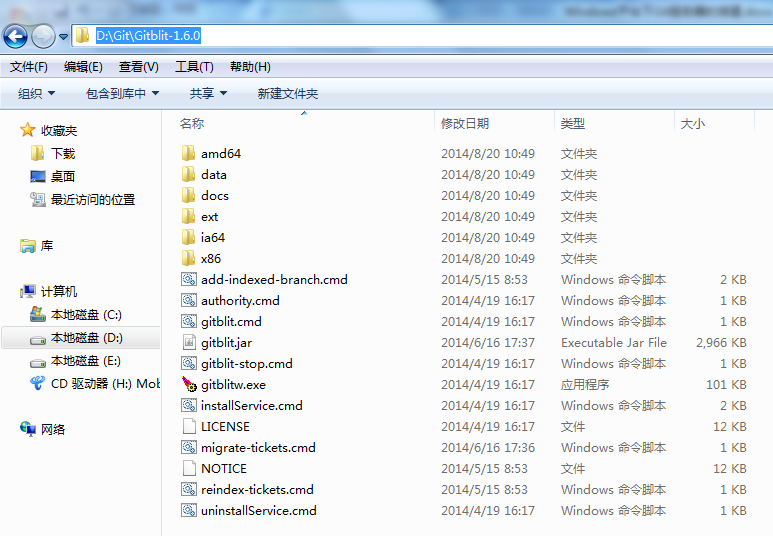 D:\Git\Gitblit-1.6.0
文件(F) 编辑(E) 查看(V) 工具(T) 帮助(H)
组织 包含到库中 共享 新建文件夹
收藏夹
下载
桌面
最近访问的位置
库
计算机
本地磁盘 (C:)
本地磁盘 (D:)
本地磁盘 (E:)
CD 驱动器 (H:) Mob
网络
名称 修改日期 类型 大小
amd64 2014/8/20 10:49 文件夹
data 2014/8/20 10:49 文件夹
docs 2014/8/20 10:49 文件夹
ext 2014/8/20 10:49 文件夹
ia64 2014/8/20 10:49 文件夹
x86 2014/8/20 10:49 文件夹
add-indexed-branch.cmd 2014/5/15 8:53 Windows 命令脚本 2 KB
authority.cmd 2014/4/19 16:17 Windows 命令脚本 1 KB
gitblit.cmd 2014/4/19 16:17 Windows 命令脚本 1 KB
gitblit.jar 2014/6/16 17:37 Executable Jar File 2,966 KB
gitblit-stop.cmd 2014/4/19 16:17 Windows 命令脚本 1 KB
gitblitw.exe 2014/4/19 16:17 应用程序 101 KB
installService.cmd 2014/4/19 16:17 Windows 命令脚本 2 KB
LICENSE 2014/4/19 16:17 文件 12 KB
migrate-tickets.cmd 2014/6/16 17:36 Windows 命令脚本 1 KB
NOTICE 2014/5/15 8:53 文件 12 KB
reindex-tickets.cmd 2014/5/15 8:53 Windows 命令脚本 1 KB
uninstallService.cmd 2014/4/19 16:17 Windows 命令脚本 1 KB